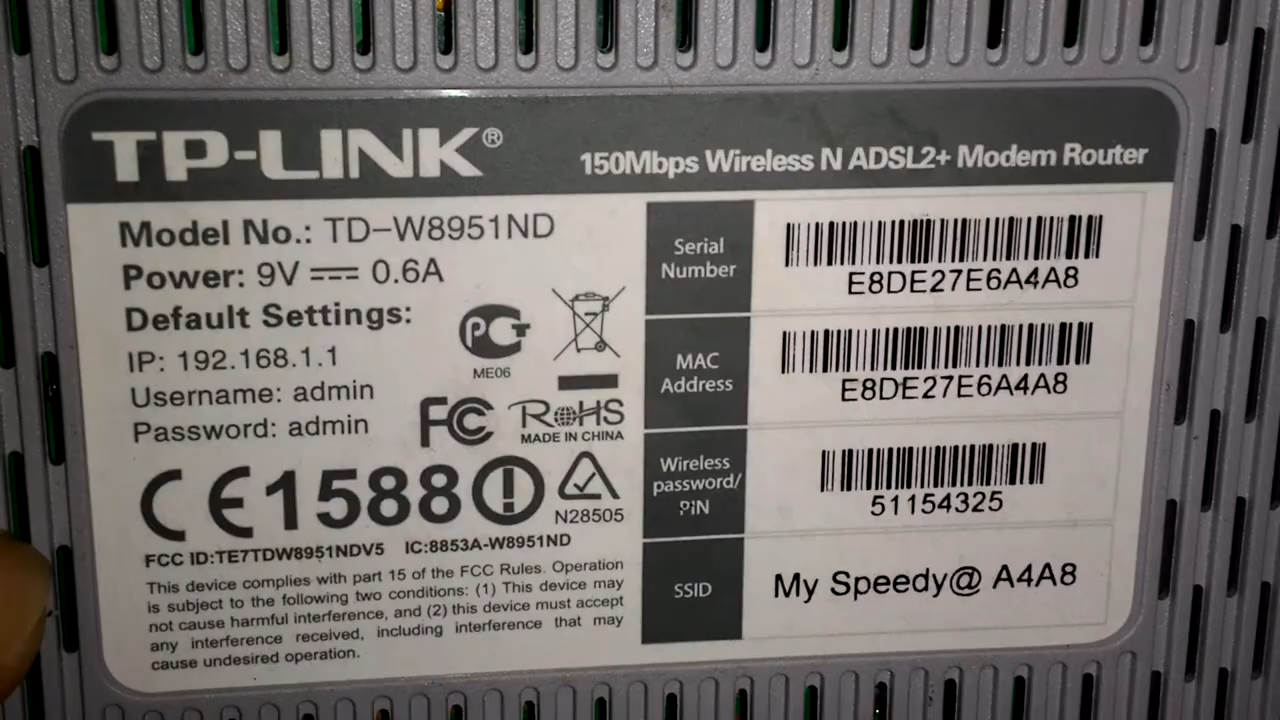 TP-LINK®
150Mbps Wireless N ADSL2+ Modem Router
Model No.: TD-W8951ND
Power: 9V 0.6A
Default Settings:
IP: 192.168.1.1
Username: admin
Password: admin
PCT
ME06
FC
RoHS
MADE IN CHINA
CE1588
N28505
FCC ID:TE7TDW8951NDV5 IC:8853A-W8951ND
This device complies with part 15 of the FCC Rules. Operation
is subject to the following two conditions: (1) This device may
not cause harmful interference, and (2) this device must accept
any interference received, including interference that may
cause undesired operation.
Serial
Number
E8DE27E6A4A8
MAC
Address
E8DE27E6A4A8
Wireless
password/
PIN
51154325
SSID
My Speedy@ A4A8